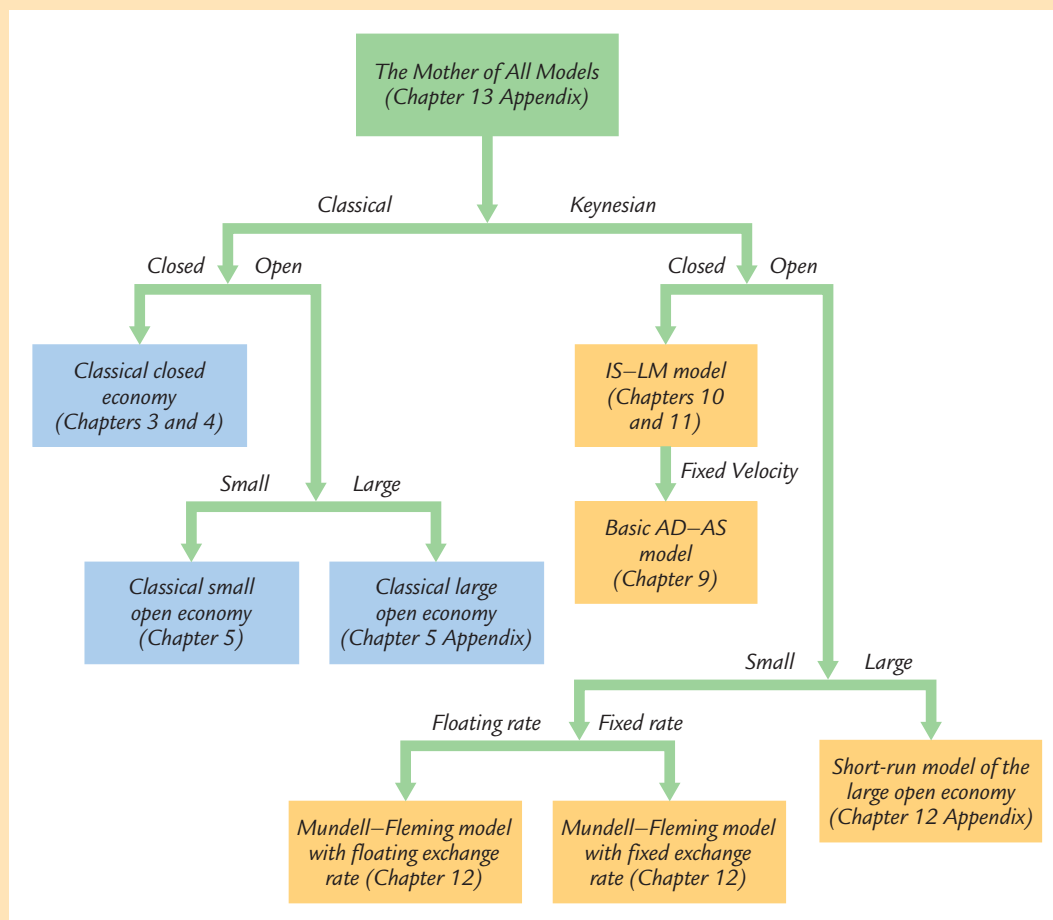 The Mother of All Models
(Chapter 13 Appendix)
Classical
Keynesian
Closed
Open
Closed
Open
Classical closed
economy
(Chapters 3 and 4)
IS–LM model
(Chapters 10
and 11)
Fixed Velocity
Small
Large
Basic AD–AS
model
(Chapter 9)
Classical small
open economy
(Chapter 5)
Classical large
open economy
(Chapter 5 Appendix)
Small
Large
Floating rate
Fixed rate
Short-run model of the
large open economy
(Chapter 12 Appendix)
Mundell–Fleming model
with floating exchange
rate (Chapter 12)
Mundell–Fleming model
with fixed exchange
rate (Chapter 12)